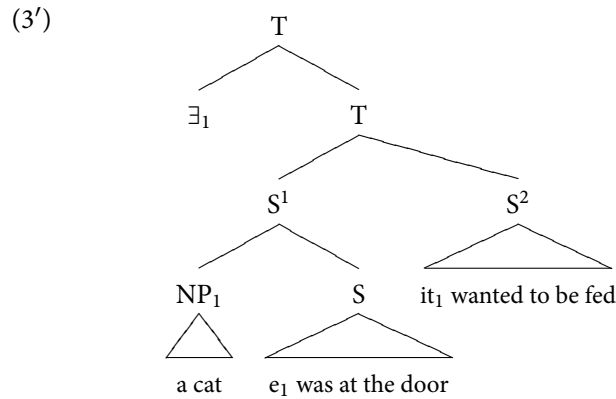 (3′)
T
∃₁ T
S¹ S²
NP₁ S it₁ wanted to be fed
a cat e₁ was at the door